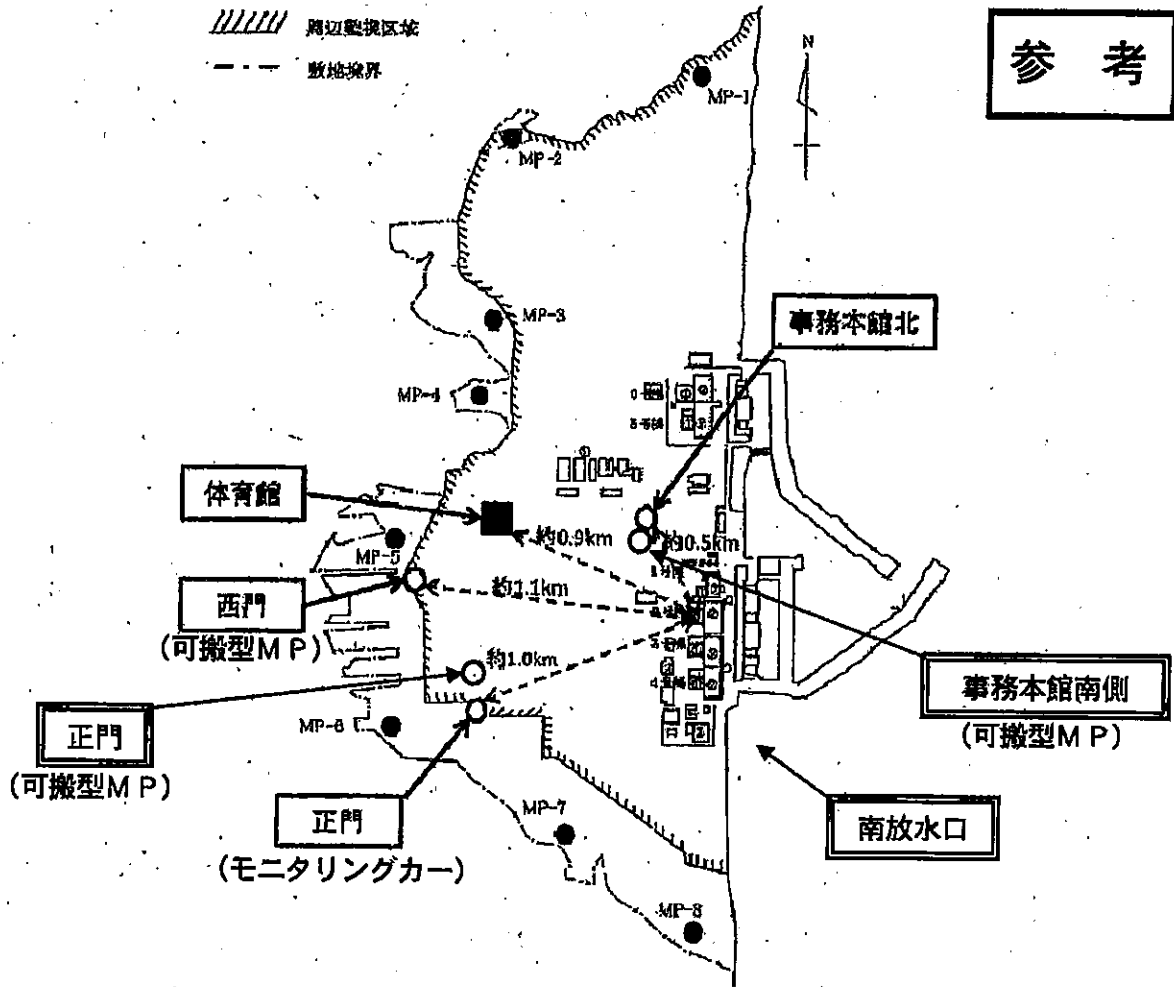 周辺監視区域
敷地境界
参 考
N
MP-1
MP-2
MP-3
事務本館北
MP-4
体育館
約0.9km
約0.5km
MP-5
約1.1km
西門
(可搬型ＭＰ)
約1.0km
事務本館南側
(可搬型ＭＰ)
正門
(可搬型ＭＰ)
MP-6
正門
(モニタリングカー)
MP-7
南放水口
MP-8